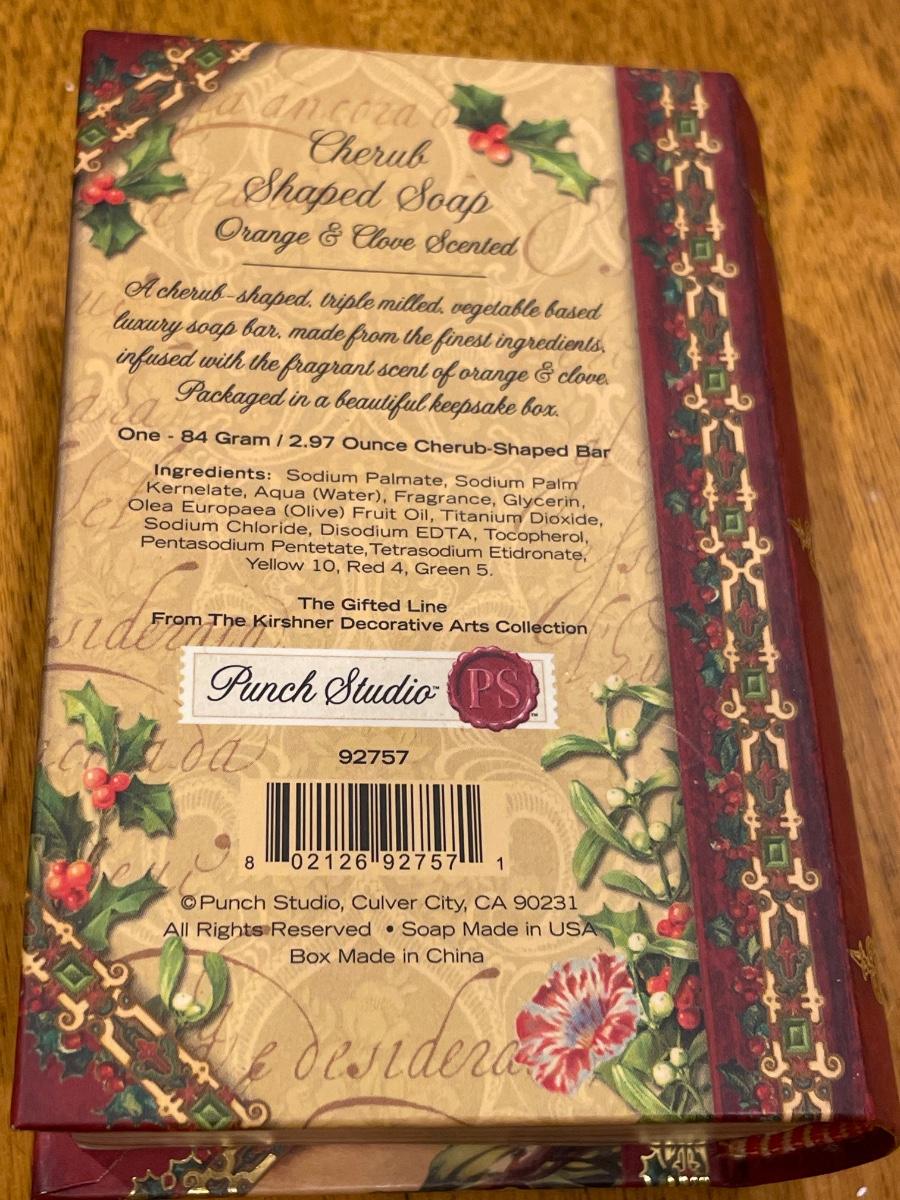 Cherub
Shaped Soap
Orange & Clove Scented
A cherub-shaped, triple milled, vegetable based
luxury soap bar, made from the finest ingredients,
infused with the fragrant scent of orange & clove.
Packaged in a beautiful keepsake box.
One - 84 Gram / 2.97 Ounce Cherub-Shaped Bar
Ingredients: Sodium Palmate, Sodium Palm
Kernelate, Aqua (Water), Fragrance, Glycerin,
Olea Europaea (Olive) Fruit Oil, Titanium Dioxide,
Sodium Chloride, Disodium EDTA, Tocopherol,
Pentasodium Pentetate, Tetrasodium Etidronate,
Yellow 10, Red 4, Green 5.
The Gifted Line
From The Kirshner Decorative Arts Collection
Punch Studio™ PS™
92757
8 02126 92757 1
©Punch Studio, Culver City, CA 90231
All Rights Reserved • Soap Made in USA
Box Made in China